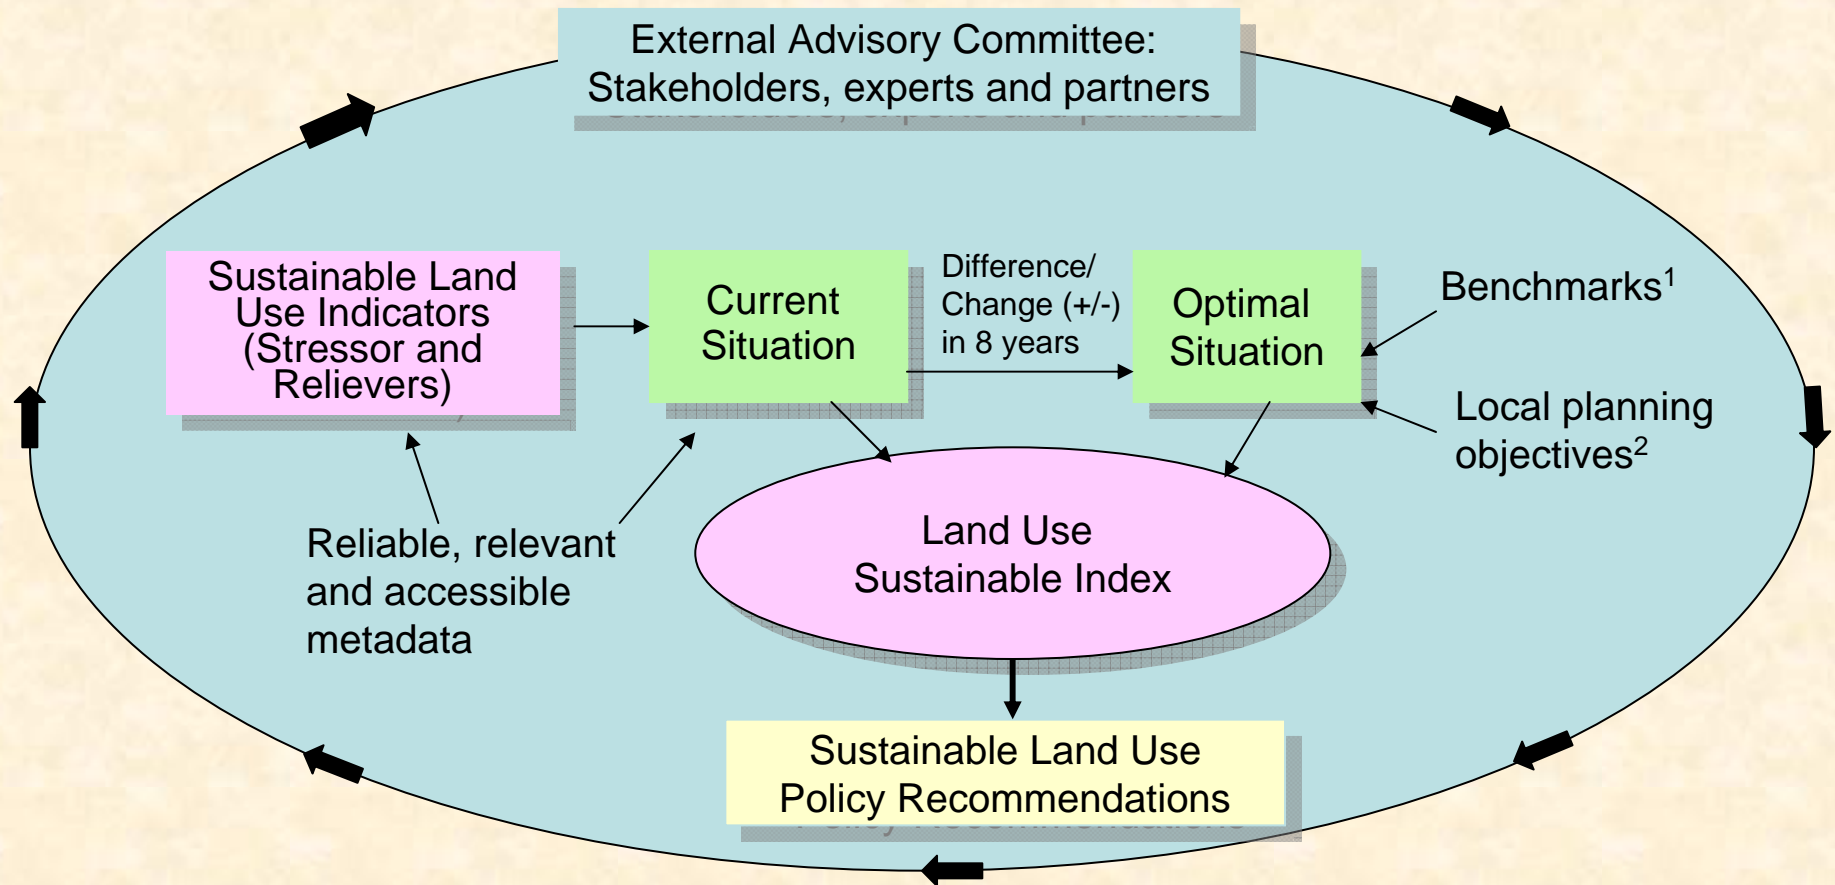 External Advisory Committee:
Stakeholders, experts and partners
Sustainable Land
Use Indicators
(Stressor and
Relievers)
Current
Situation
Difference/
Change (+/-)
in 8 years
Optimal
Situation
Benchmarks¹
Local planning
objectives²
Reliable, relevant
and accessible
metadata
Land Use
Sustainable Index
Sustainable Land Use
Policy Recommendations